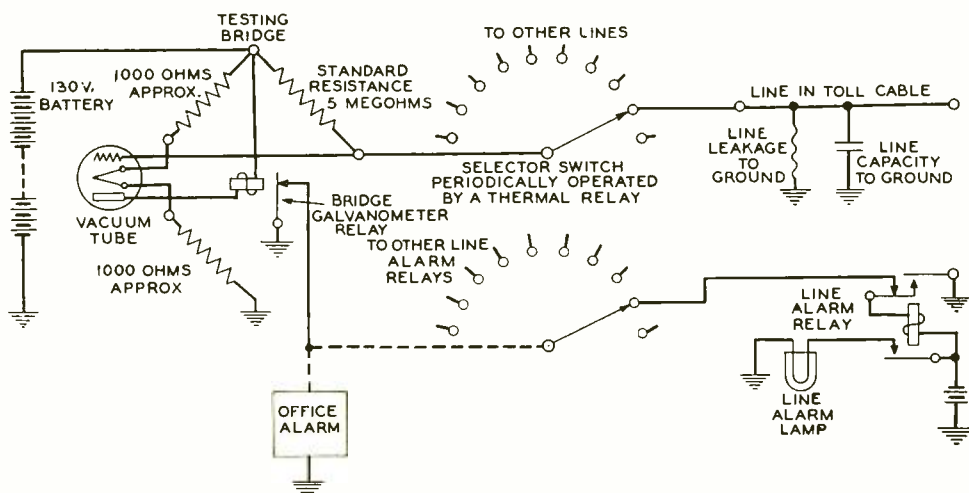 TESTING
BRIDGE
1000 OHMS
APPROX.
130 V.
BATTERY
STANDARD
RESISTANCE
5 MEGOHMS
TO OTHER LINES
LINE IN TOLL CABLE
LINE
LEAKAGE
TO
GROUND
LINE
CAPACITY
TO GROUND
SELECTOR SWITCH
PERIODICALLY OPERATED
BY A THERMAL RELAY
VACUUM
TUBE
BRIDGE
GALVANOMETER
RELAY
1000 OHMS
APPROX
TO OTHER LINE
ALARM
RELAYS
LINE
ALARM
RELAY
LINE
ALARM
LAMP
OFFICE
ALARM